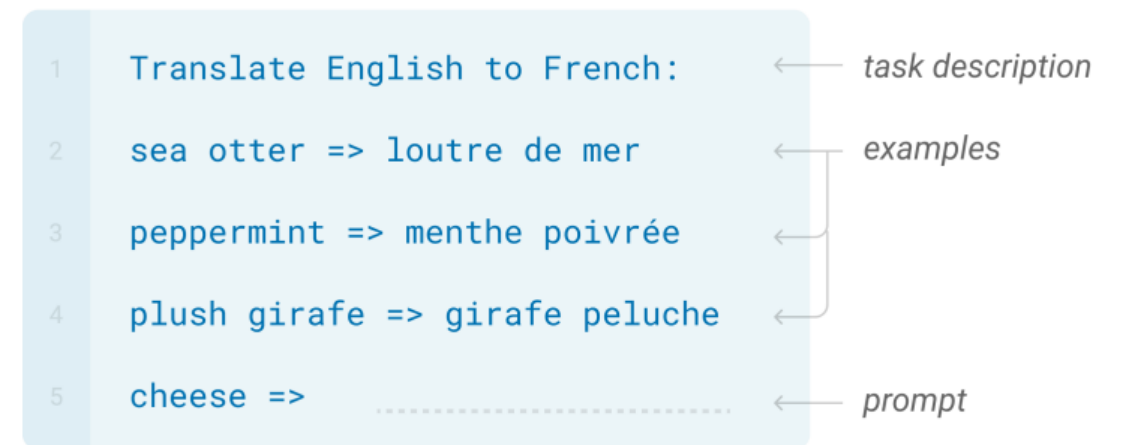 1 Translate English to French: task description
2 sea otter => loutre de mer examples
3 peppermint => menthe poivrée
4 plush girafe => girafe peluche
5 cheese => prompt